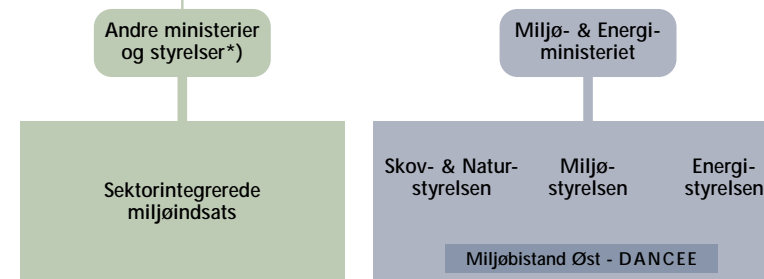 Andre ministerier
og styrelser*)
Miljø- & Energi-
ministeriet
Sektorintegrerede
miljøindsats
Skov- & Natur-
styrelsen
Miljø-
styrelsen
Energi-
styrelsen
Miljøbistand Øst - DANCEE